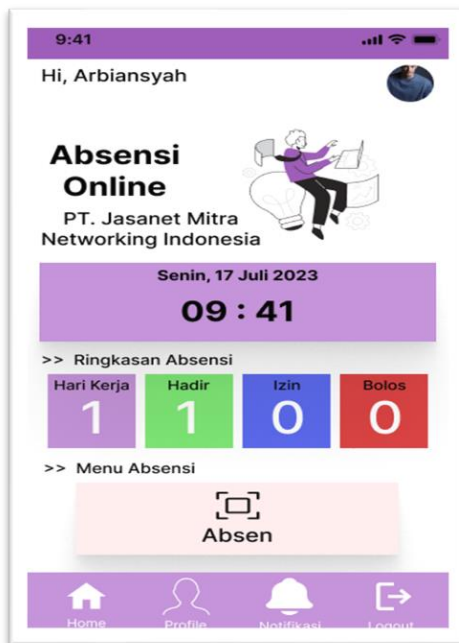 9:41
Hi, Arbiansyah
Absensi
Online
PT. Jasanet Mitra
Networking Indonesia
Senin, 17 Juli 2023
09 : 41
>> Ringkasan Absensi
Hari Kerja Hadir Izin Bolos
1 1 0 0
>> Menu Absensi
Absen
Home Profile Notifikasi Logout